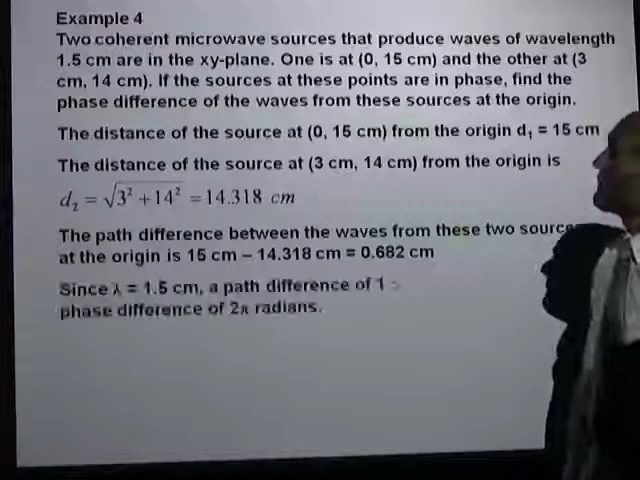 Example 4
Two coherent microwave sources that produce waves of wavelength
1.5 cm are in the xy-plane. One is at (0, 15 cm) and the other at (3
cm, 14 cm). If the sources at these points are in phase, find the
phase difference of the waves from these sources at the origin.
The distance of the source at (0, 15 cm) from the origin d₁ = 15 cm
The distance of the source at (3 cm, 14 cm) from the origin is
d₂ = √(3² + 14²) = 14.318 cm
The path difference between the waves from these two source
at the origin is 15 cm – 14.318 cm = 0.682 cm
Since λ = 1.5 cm, a path difference of 1
phase difference of 2π radians.